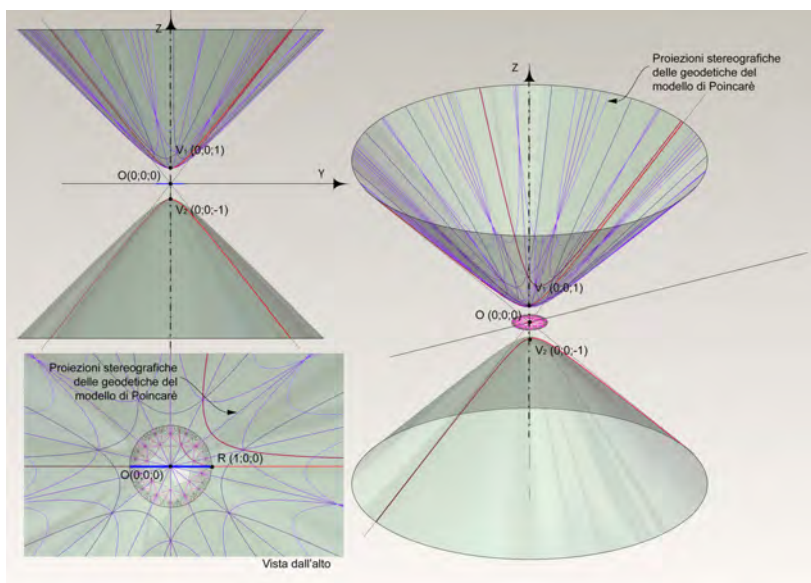 Z
V₁ (0;0;1)
O(0;0;0)
Y
V₂ (0;0;-1)
Proiezioni stereografiche
delle geodetiche del
modello di Poincarè
R (1;0;0)
O(0;0;0)
Vista dall'alto
Proiezioni stereografiche
delle geodetiche del
modello di Poincarè
Z
V₁ (0;0;1)
O (0;0;0)
V₂ (0;0;-1)